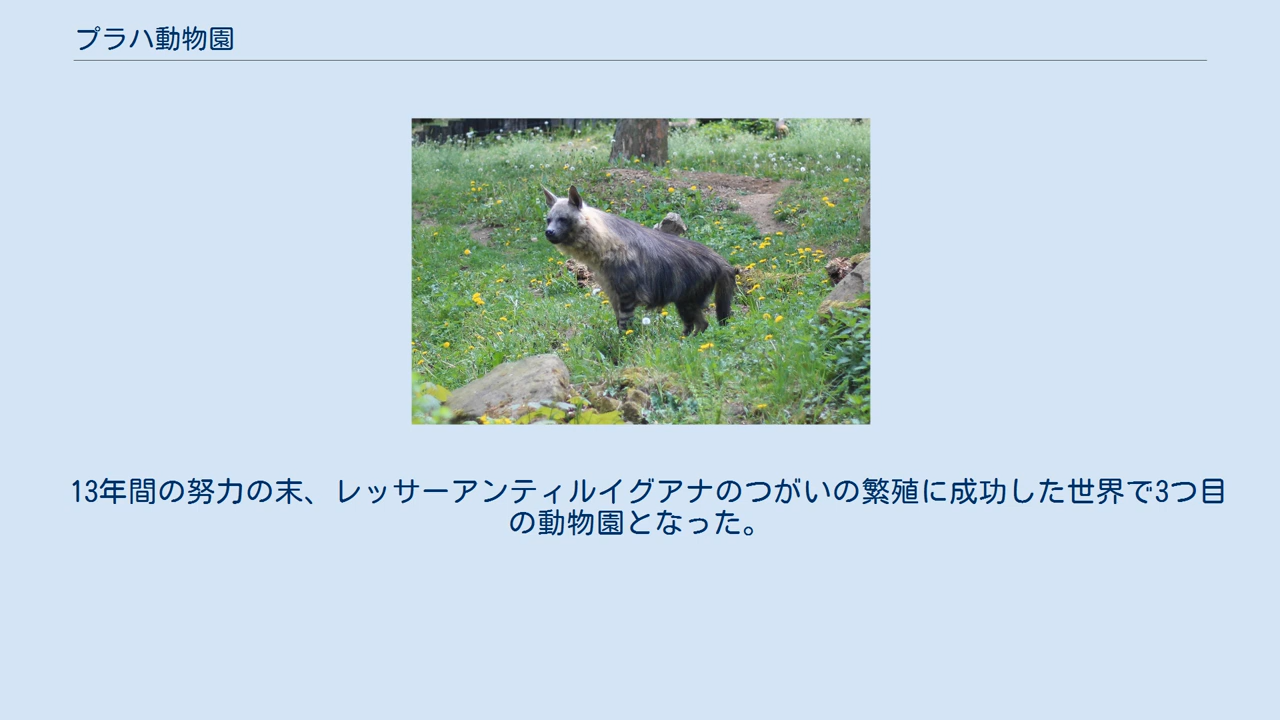 プラハ動物園
13年間の努力の末、レッサーアンティルイグアナのつがいの繁殖に成功した世界で3つ目
の動物園となった。